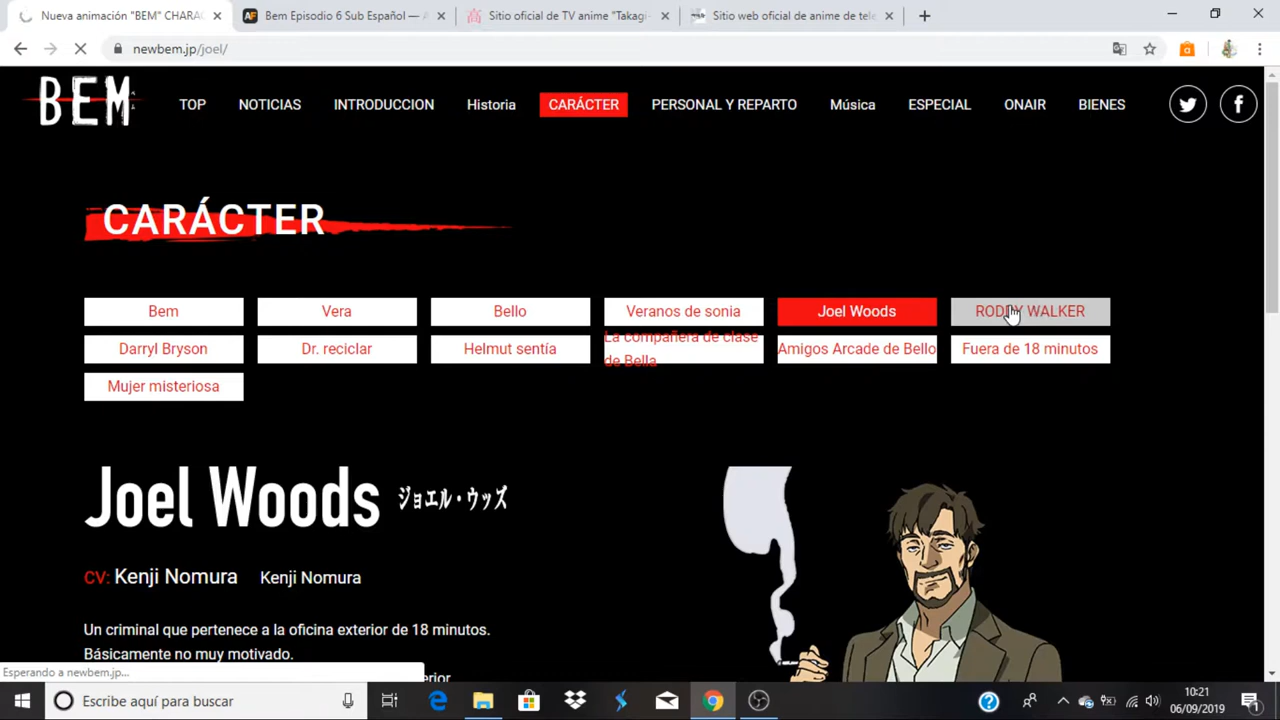 Nueva animación "BEM" CHARAC
Bem Episodio 6 Sub Español — A
Sitio oficial de TV anime "Takagi-
Sitio web oficial de anime de tele
newbem.jp/joel/
BEM
TOP
NOTICIAS
INTRODUCCION
Historia
CARÁCTER
PERSONAL Y REPARTO
Música
ESPECIAL
ONAIR
BIENES
CARÁCTER
Bem
Vera
Bello
Veranos de sonia
Joel Woods
RODDY WALKER
Darryl Bryson
Dr. reciclar
Helmut sentía
La compañera de clase
de Bella
Amigos Arcade de Bello
Fuera de 18 minutos
Mujer misteriosa
Joel Woods ジョエル・ウッズ
CV: Kenji Nomura Kenji Nomura
Un criminal que pertenece a la oficina exterior de 18 minutos.
Básicamente no muy motivado.
erior
Esperando a newbem.jp...
Escribe aquí para buscar
10:21
06/09/2019